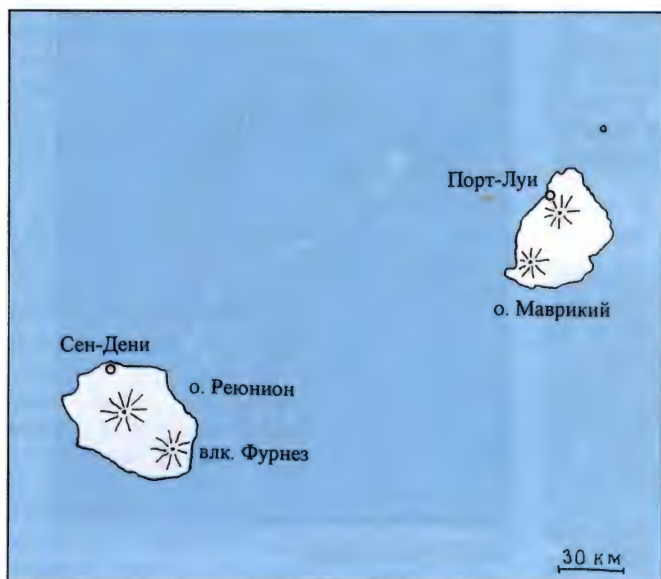 Порт-Луи
о. Маврикий
Сен-Дени
о. Реюнион
влк. Фурнез
30 км